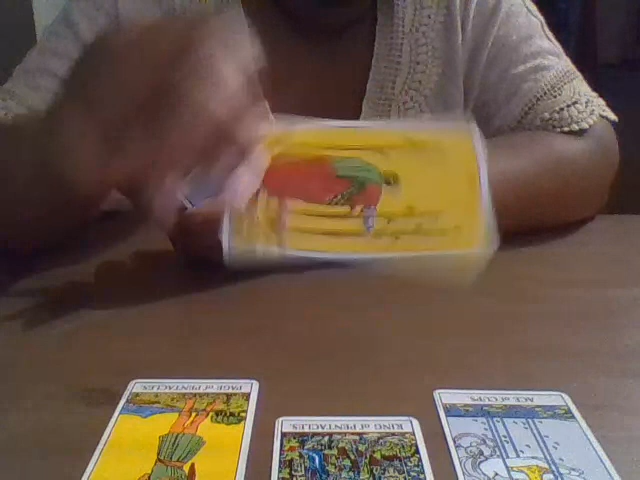 PAGE of PENTACLES.
KING of PENTACLES.
ACE of CUPS.